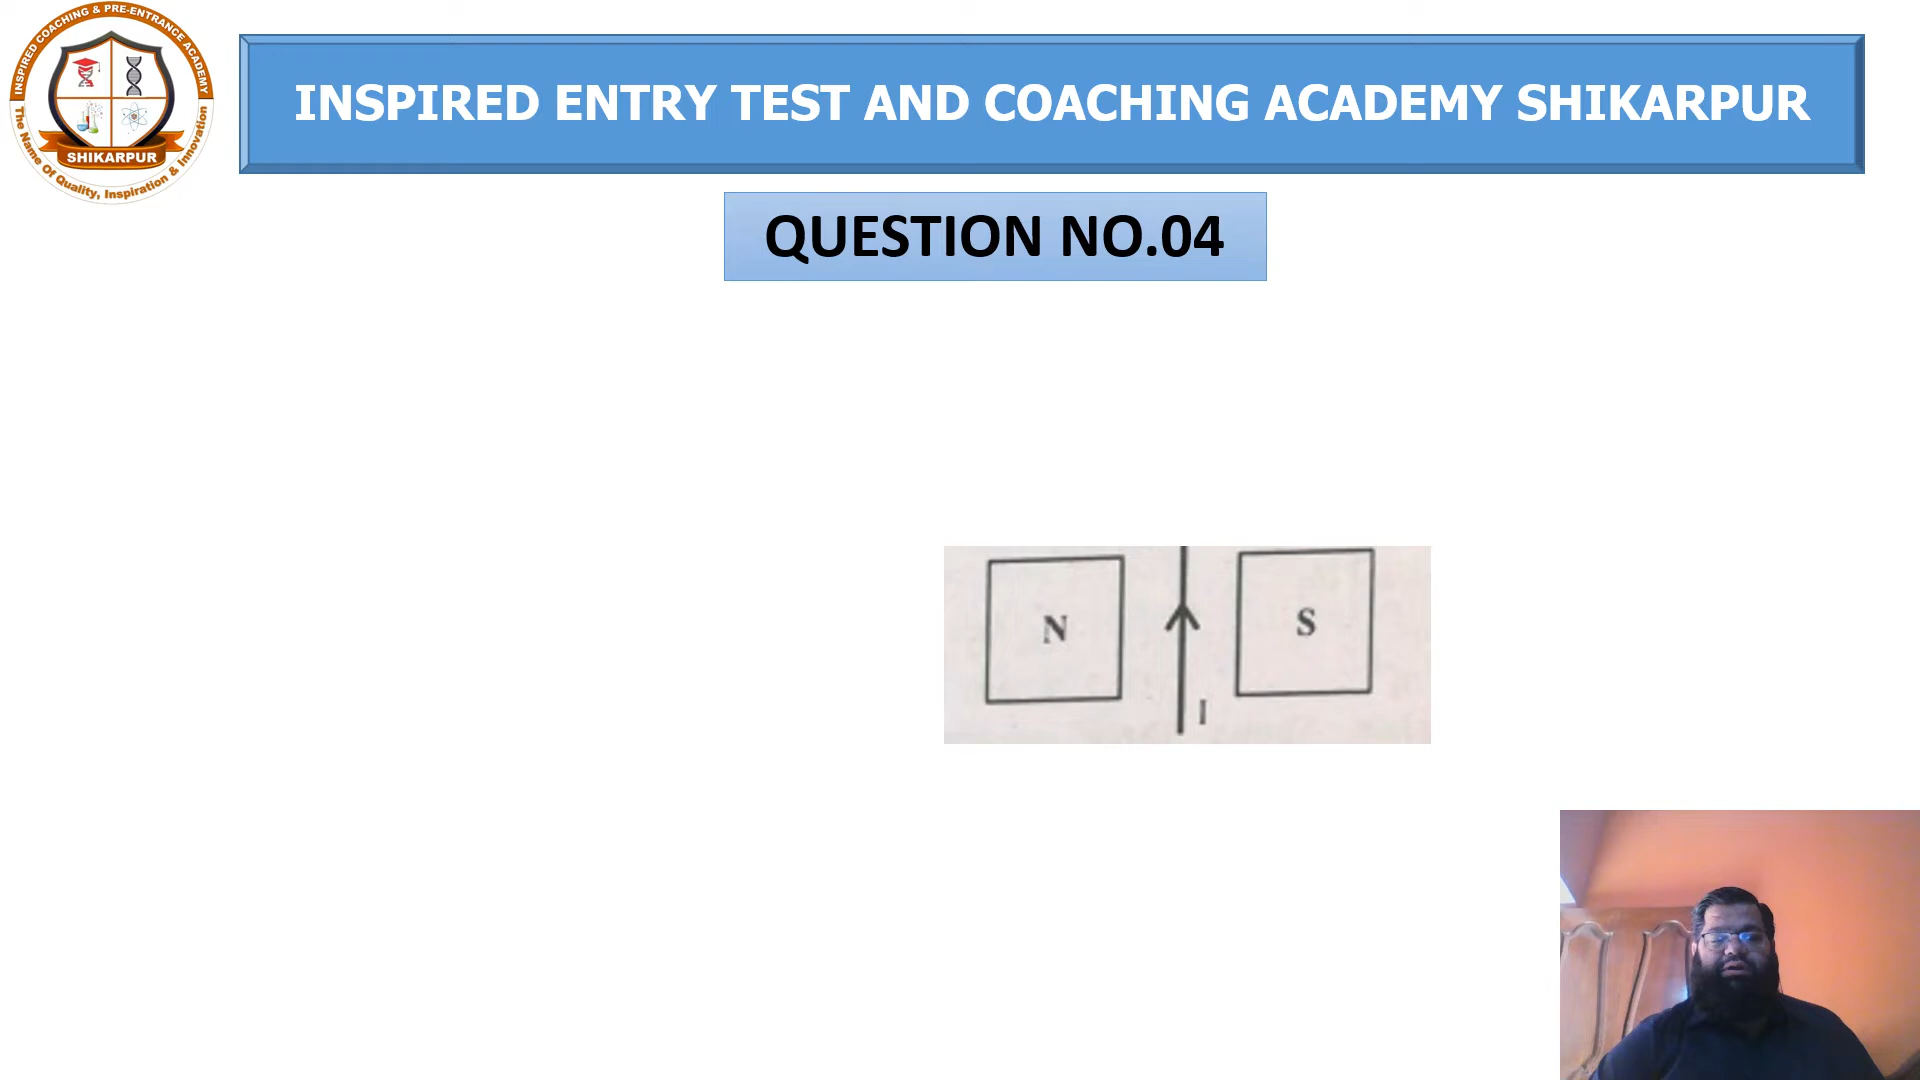 INSPIRED COACHING & PRE-ENTRANCE ACADEMY
SHIKARPUR
The Name Of Quality, Inspiration & Innovation
INSPIRED ENTRY TEST AND COACHING ACADEMY SHIKARPUR
QUESTION NO.04
N
S
I